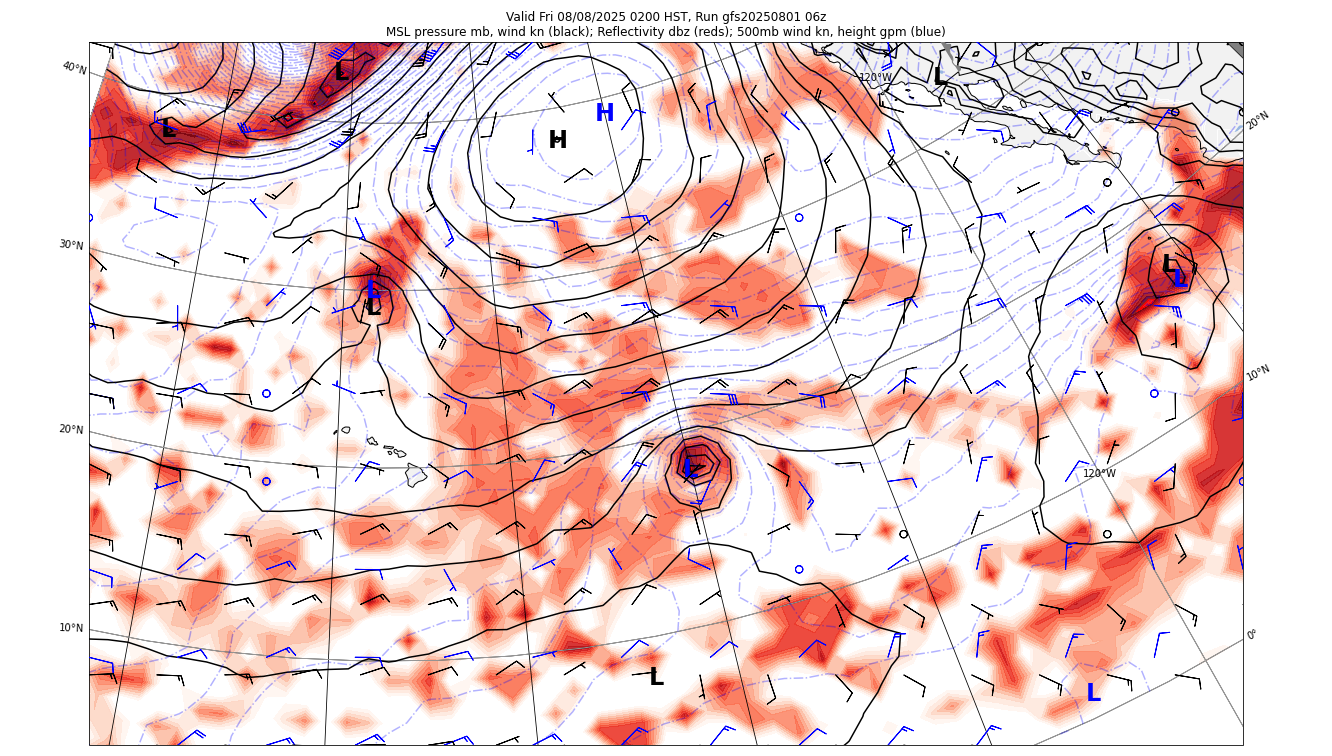 Valid Fri 08/08/2025 0200 HST, Run gfs20250801 06z
MSL pressure mb, wind kn (black); Reflectivity dbz (reds); 500mb wind kn, height gpm (blue)
40°N
L
L
120°W
L
H
H
20°N
30°N
L
L
L
L
10°N
20°N
L
120°W
10°N
0°
L
L